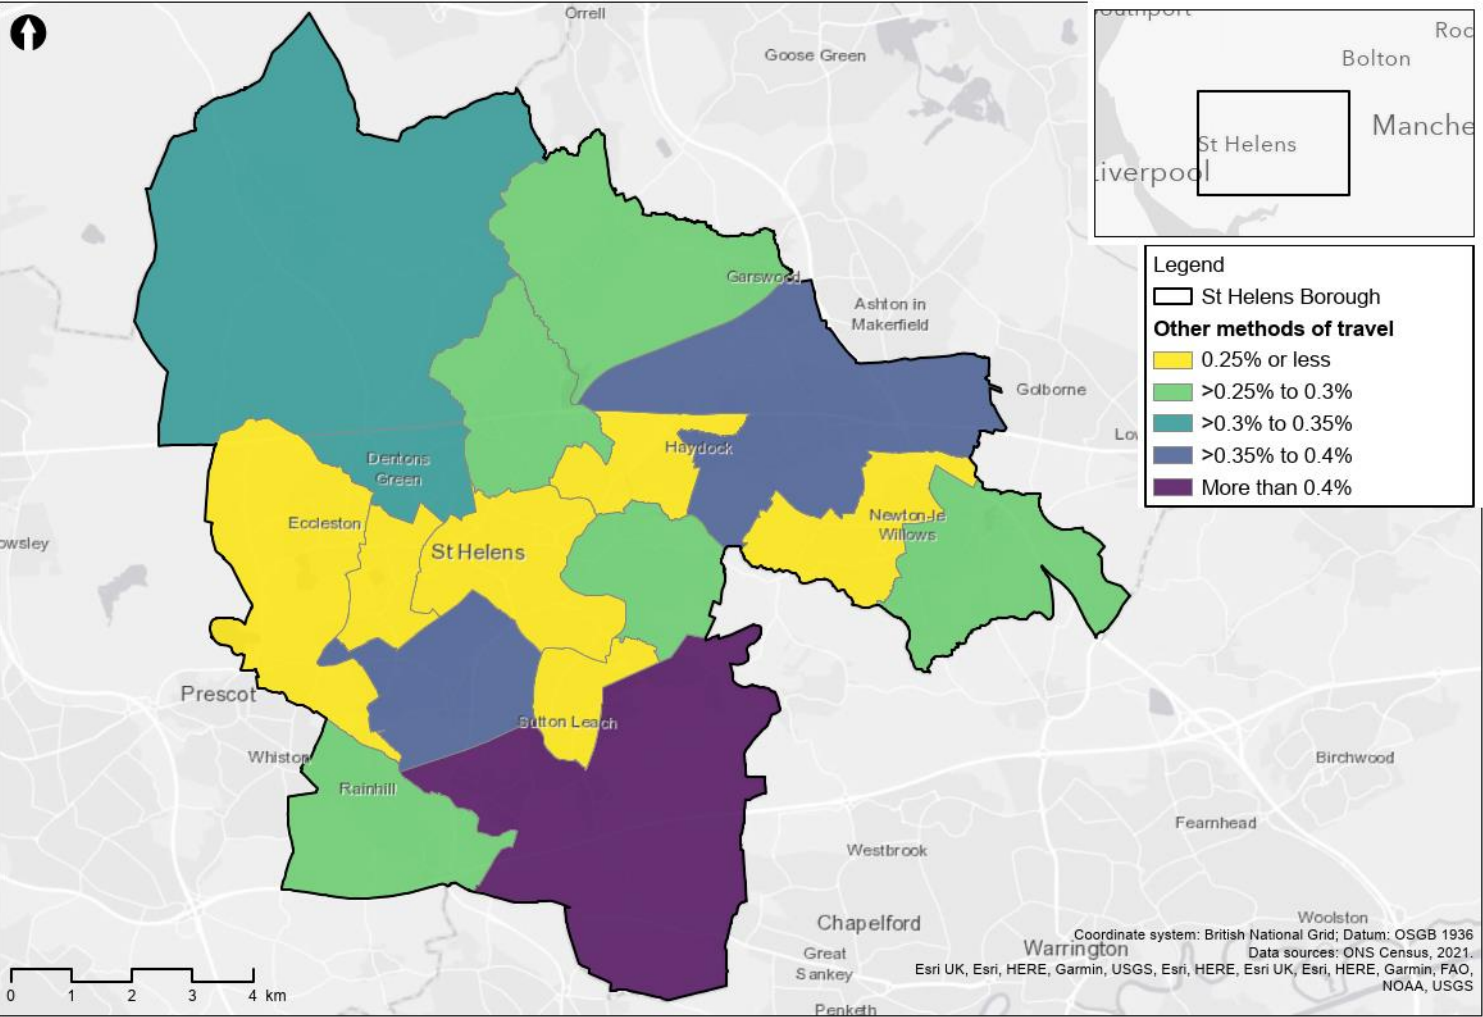 Orrell
Goose Green
Garswood
Ashton in
Makerfield
Golborne
Haydock
Dentons
Green
Eccleston
St Helens
Newton-le
Willows
Prescot
Whiston
Rainhill
Sutton Leach
Birchwood
Fearnhead
Westbrook
Chapelford
Great
Sankey
Penketh
Warrington
Woolston
Bolton
St Helens
Legend
St Helens Borough
Other methods of travel
0.25% or less
>0.25% to 0.3%
>0.3% to 0.35%
>0.35% to 0.4%
More than 0.4%
0 1 2 3 4 km
Coordinate system: British National Grid; Datum: OSGB 1936
Data sources: ONS Census, 2021.
Esri UK, Esri, HERE, Garmin, USGS, Esri, HERE, Esri UK, Esri, HERE, Garmin, FAO,
NOAA, USGS